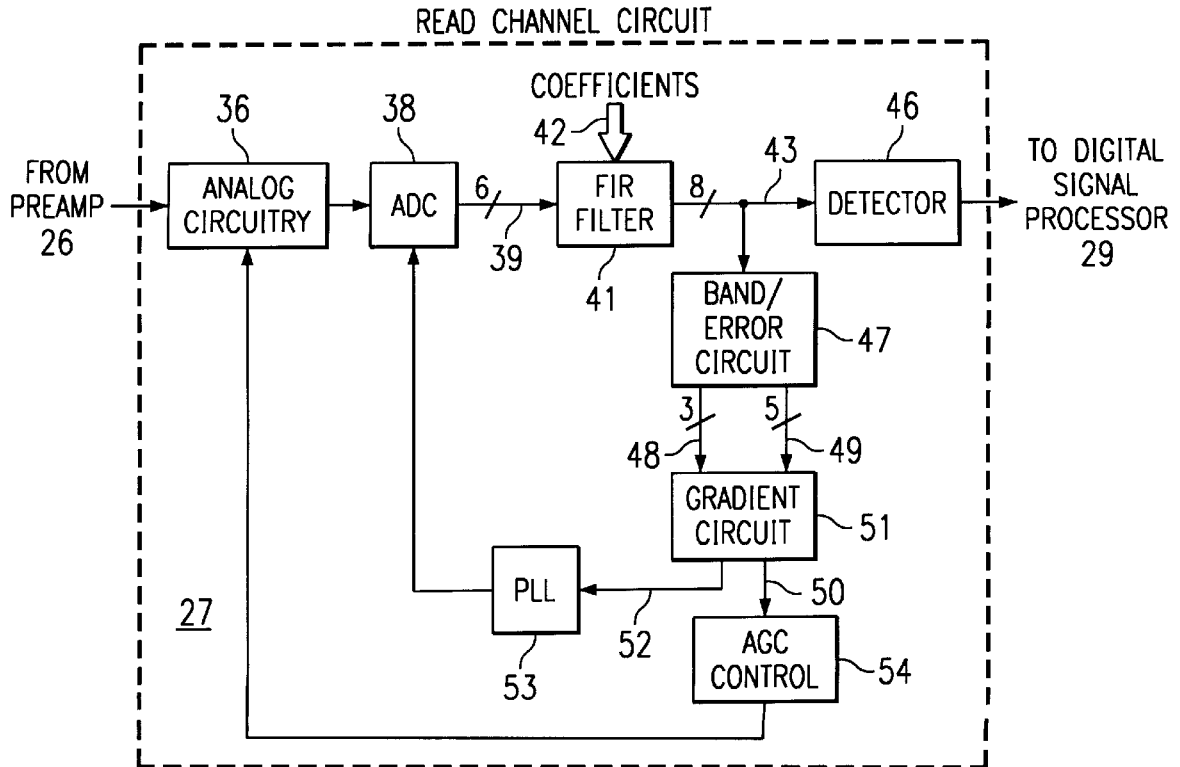 READ CHANNEL CIRCUIT
COEFFICIENTS
36
38
42
46
43
FROM
PREAMP
26
ANALOG
CIRCUITRY
ADC
6
39
FIR
FILTER
41
8
DETECTOR
TO DIGITAL
SIGNAL
PROCESSOR
29
BAND/
ERROR
CIRCUIT
47
3
5
48
49
GRADIENT
CIRCUIT
51
PLL
53
52
50
27
AGC
CONTROL
54